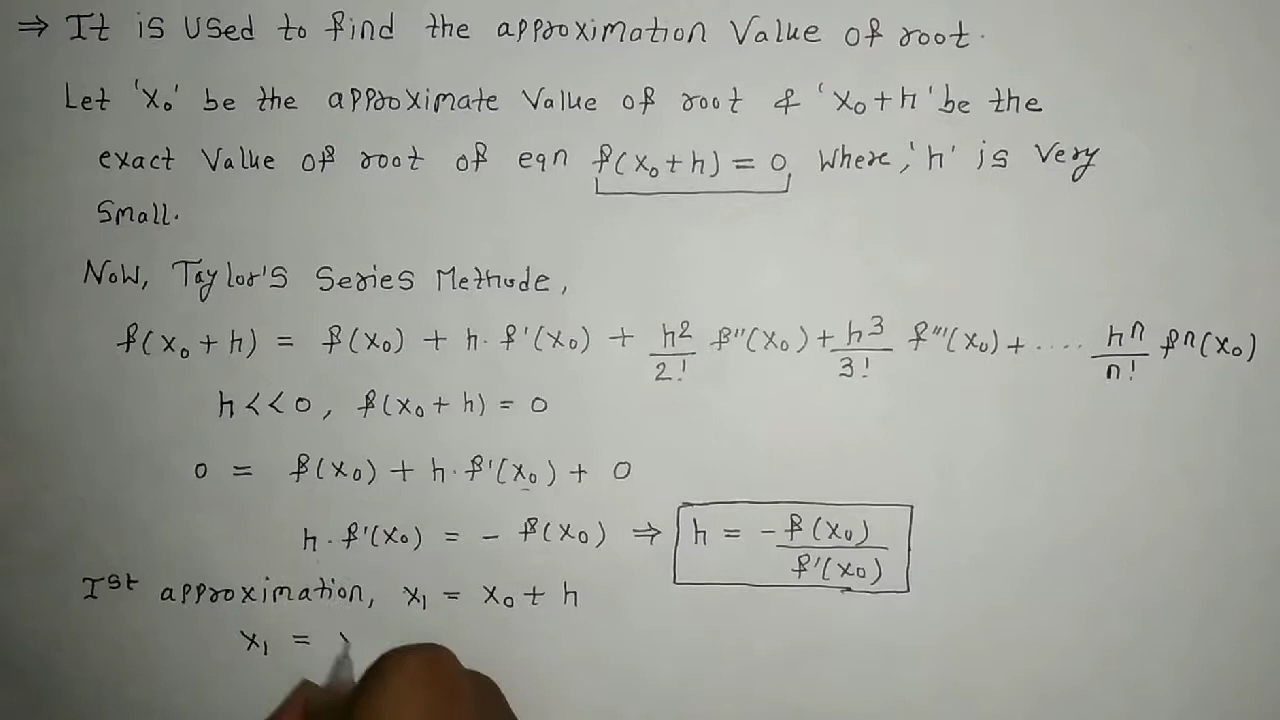 ⇒ It is used to find the approximation Value of root.
Let 'x₀' be the approximate Value of root & 'x₀+h' be the
exact Value of root of eqn f(x₀+h) = 0, where, 'h' is Very
Small.
Now, Taylor's Series Methode,
f(x₀+h) = f(x₀) + h·f'(x₀) + h²/2! f''(x₀) + h³/3! f'''(x₀) + .... hⁿ/n! fⁿ(x₀)
h<<0, f(x₀+h) = 0
0 = f(x₀) + h·f'(x₀) + 0
h·f'(x₀) = - f(x₀) ⇒ h = -f(x₀)/f'(x₀)
Ist approximation, x₁ = x₀ + h
x₁ =